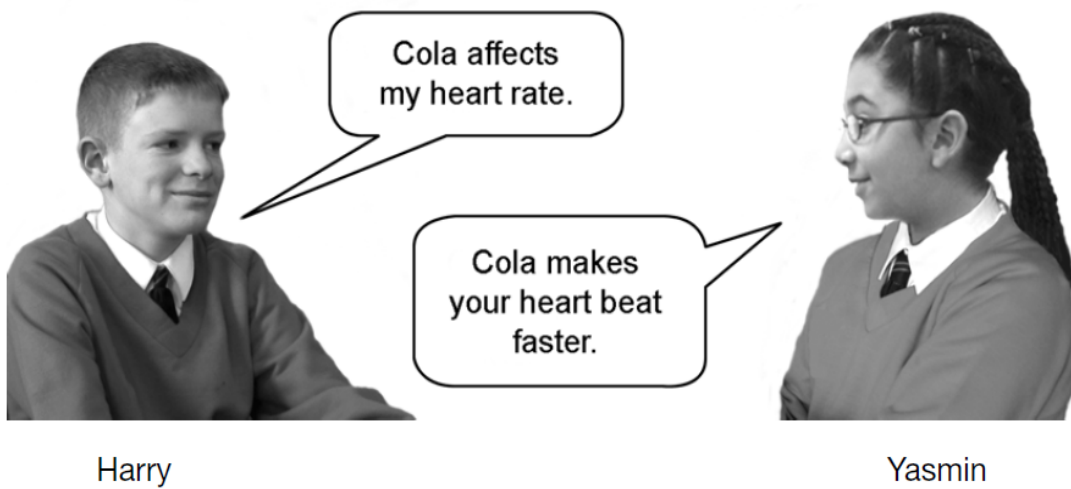 Cola affects
my heart rate.
Cola makes
your heart beat
faster.
Harry
Yasmin